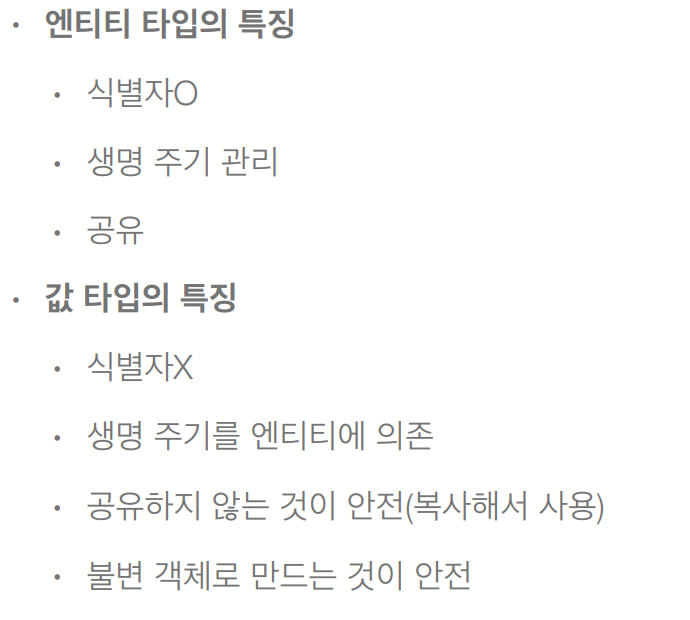 • 엔티티 타입의 특징
• 식별자O
• 생명 주기 관리
• 공유
• 값 타입의 특징
• 식별자X
• 생명 주기를 엔티티에 의존
• 공유하지 않는 것이 안전(복사해서 사용)
• 불변 객체로 만드는 것이 안전